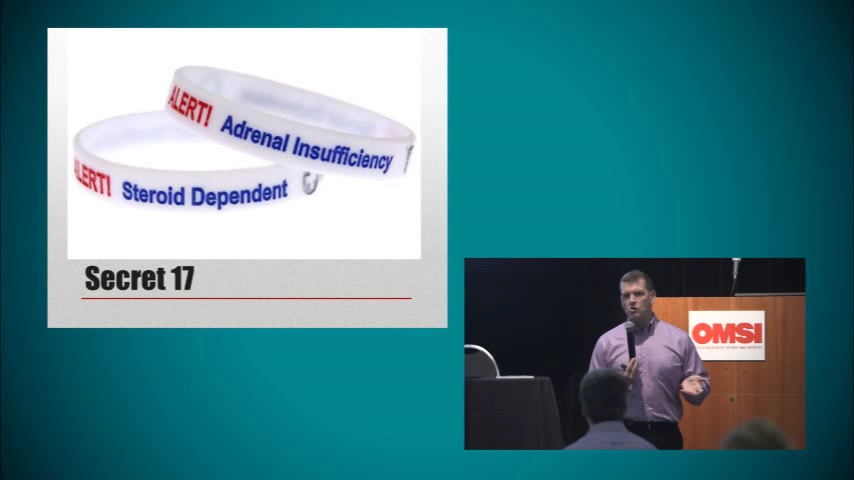 ALERT! Adrenal Insufficiency
ALERT! Steroid Dependent
Secret 17
OMSI